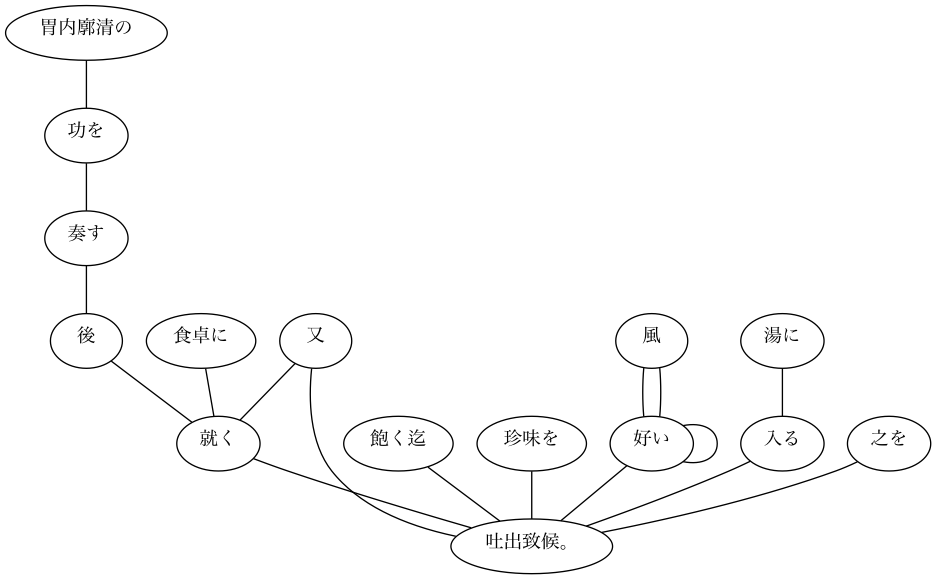 胃内廓清の
功を
奏す
後
食卓に
又
風
湯に
就く
飽く迄
珍味を
好い
入る
之を
吐出致候。